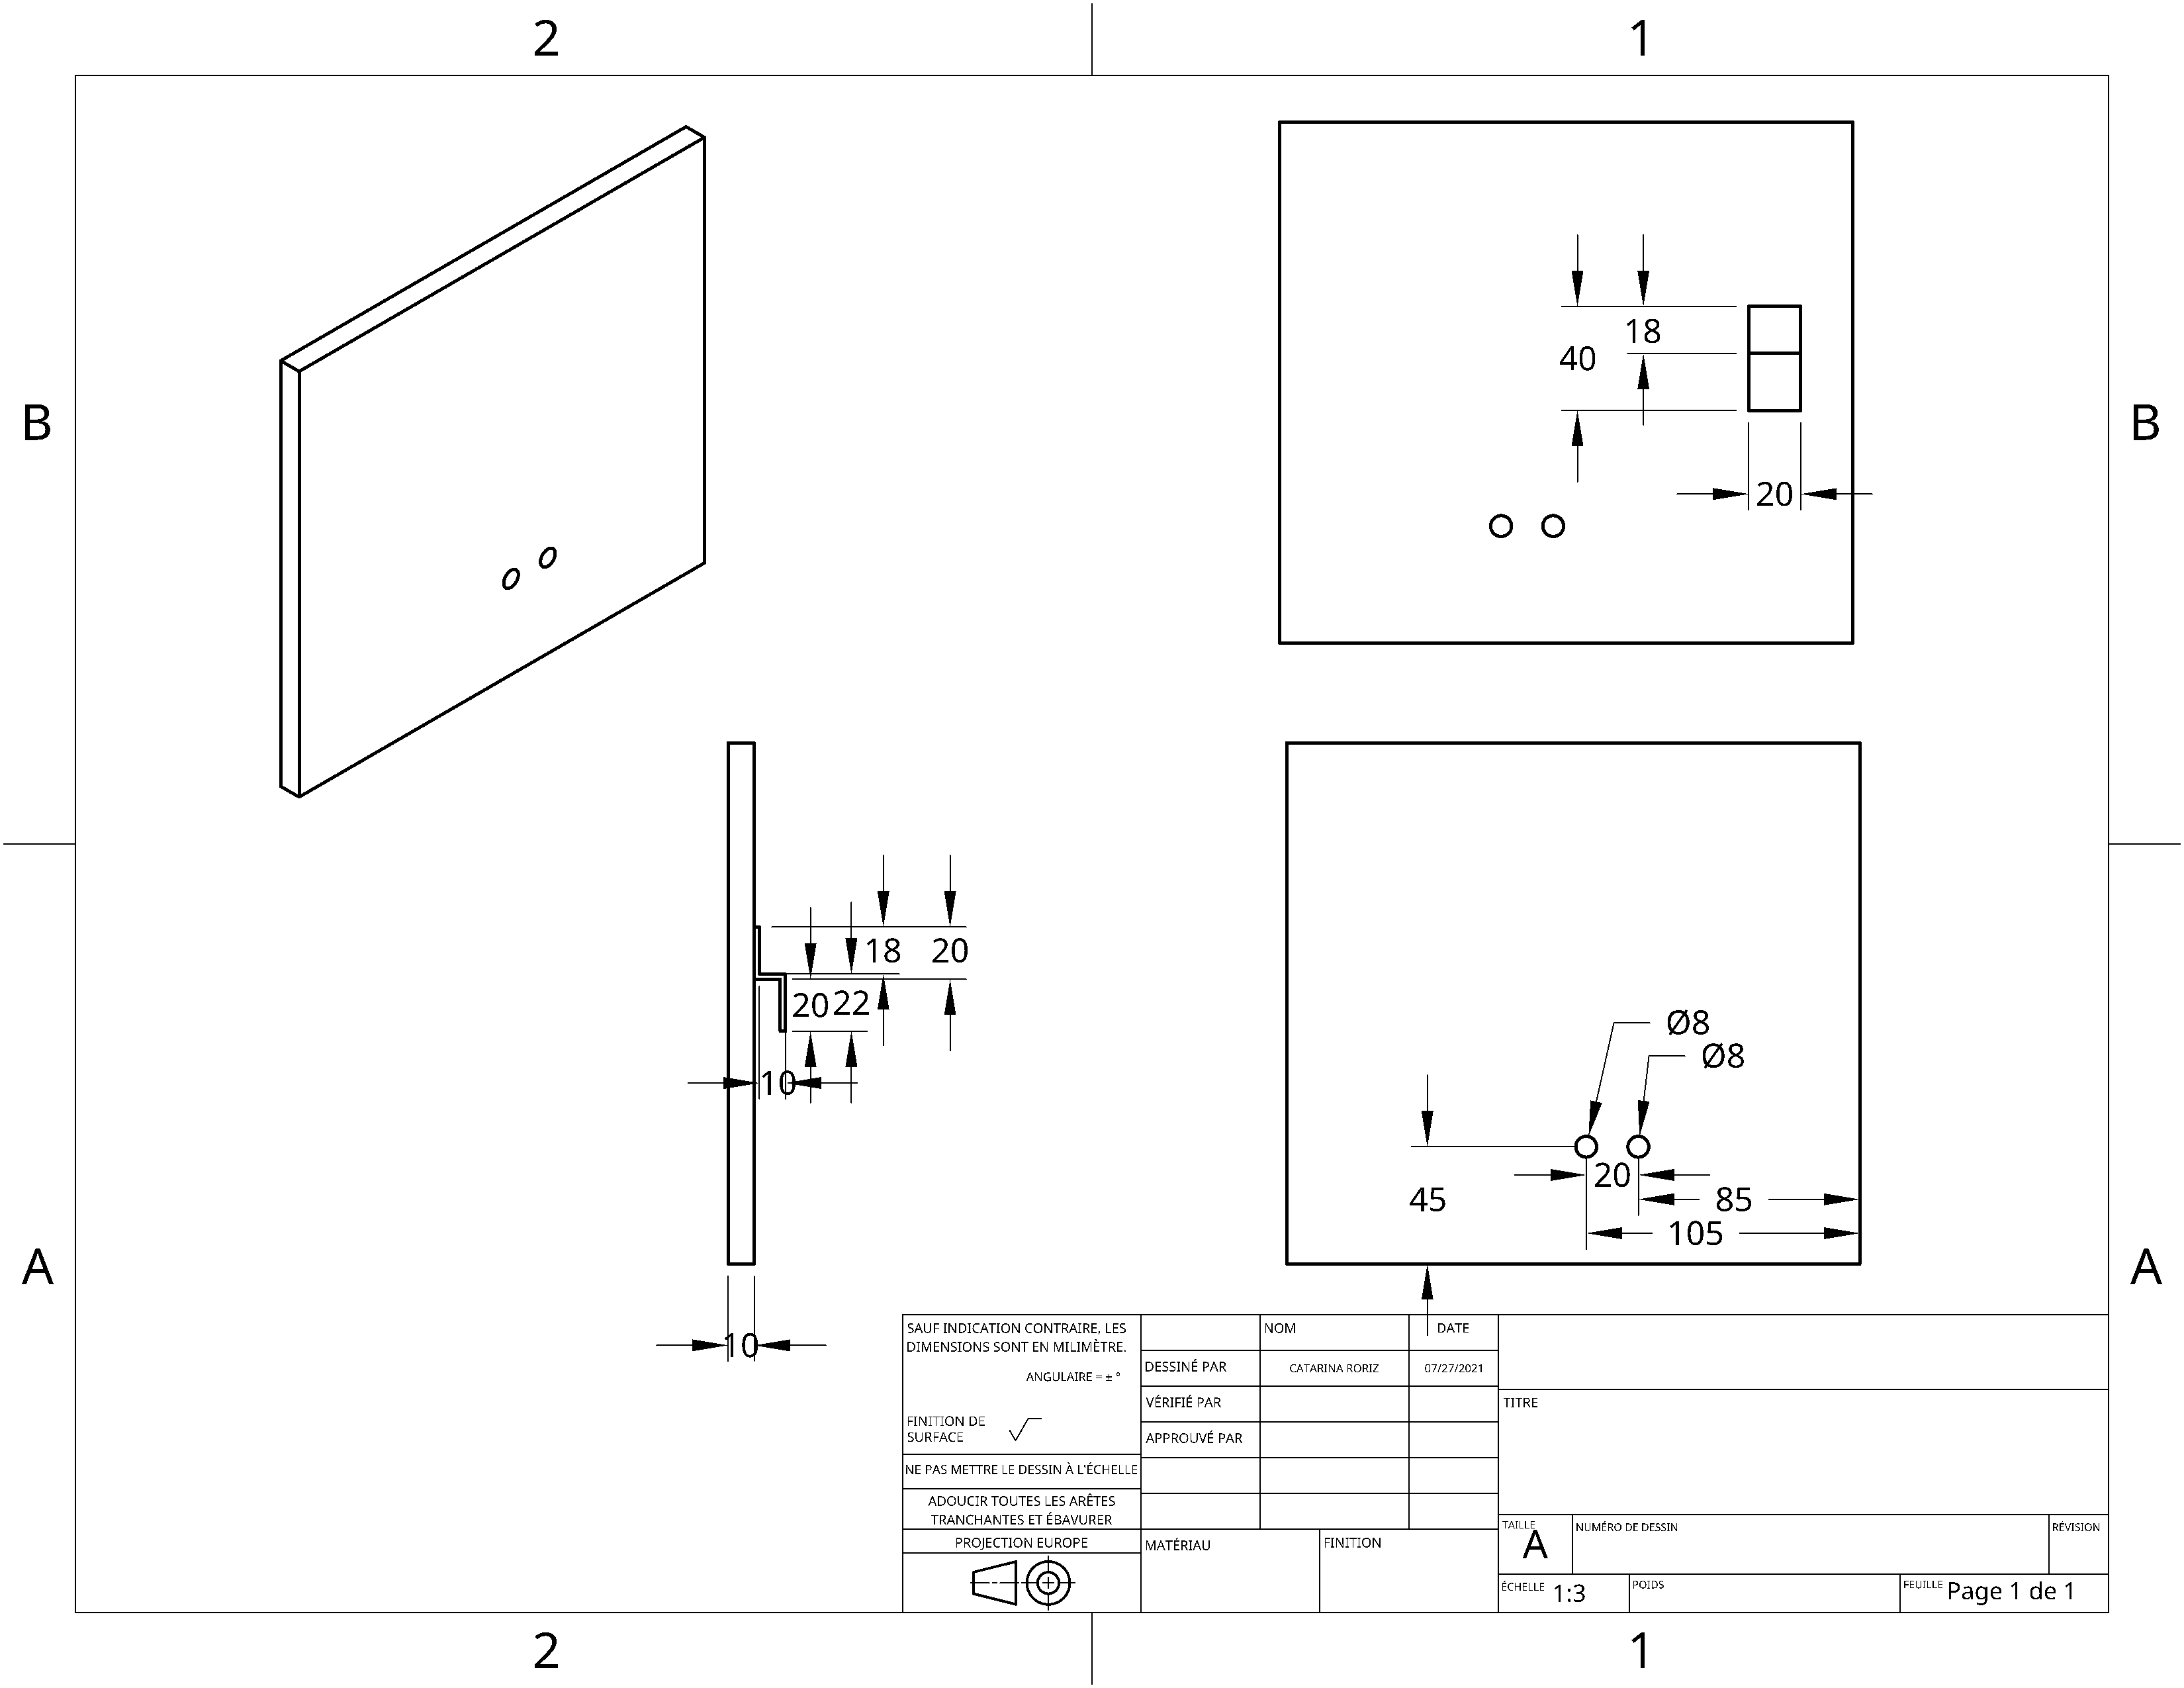 2
1
B
B
18
40
20
18
20
20
22
10
Ø8
Ø8
20
45
85
105
A
A
10
SAUF INDICATION CONTRAIRE, LES
DIMENSIONS SONT EN MILIMÈTRE.
ANGULAIRE = ± °
FINITION DE
SURFACE
NE PAS METTRE LE DESSIN À L'ÉCHELLE
ADOUCIR TOUTES LES ARÊTES
TRANCHANTES ET ÉBAVURER
PROJECTION EUROPE
NOM
DATE
DESSINÉ PAR
CATARINA RORIZ
07/27/2021
VÉRIFIÉ PAR
APPROUVÉ PAR
MATÉRIAU
FINITION
TITRE
TAILLE
A
NUMÉRO DE DESSIN
RÉVISION
ÉCHELLE 1:3
POIDS
FEUILLE Page 1 de 1
2
1